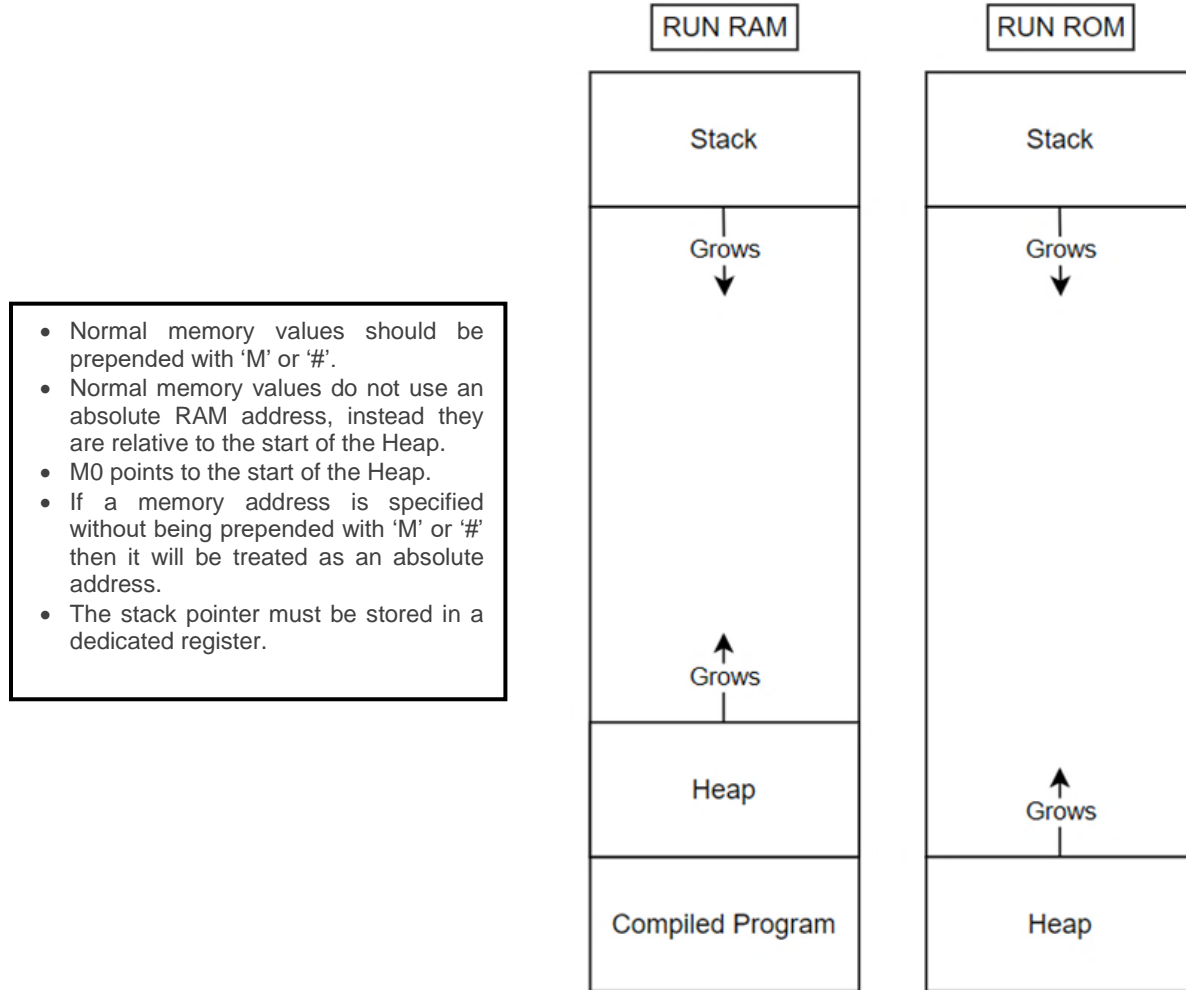 • Normal memory values should be
prepended with ‘M’ or ‘#’.
• Normal memory values do not use an
absolute RAM address, instead they
are relative to the start of the Heap.
• M0 points to the start of the Heap.
• If a memory address is specified
without being prepended with ‘M’ or ‘#’
then it will be treated as an absolute
address.
• The stack pointer must be stored in a
dedicated register.
RUN RAM
Stack
Grows
Grows
Heap
Compiled Program
RUN ROM
Stack
Grows
Grows
Heap